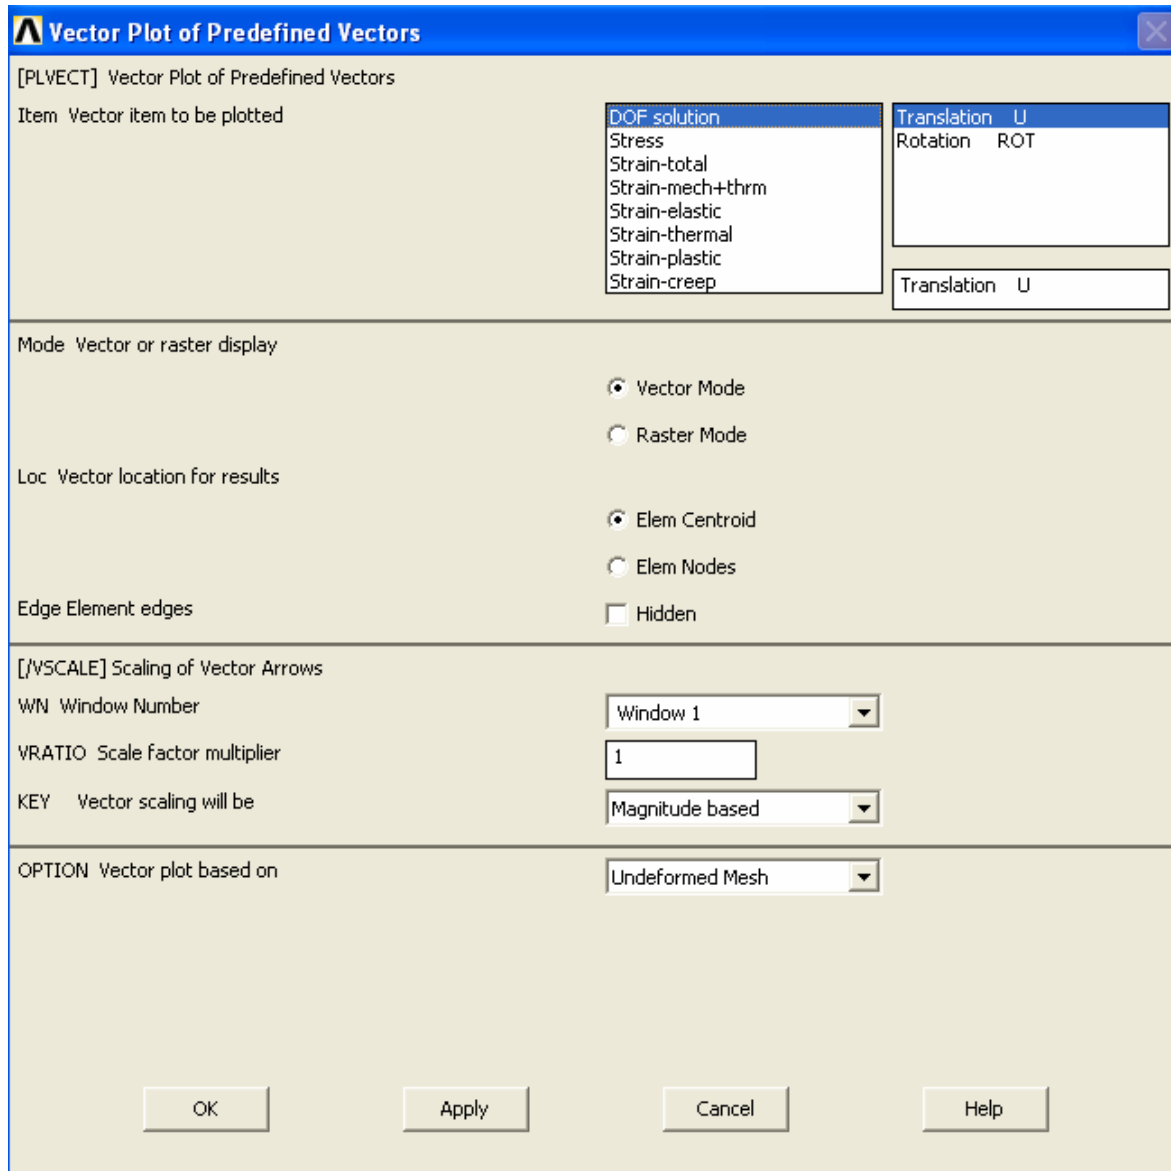 Vector Plot of Predefined Vectors
[PLVECT] Vector Plot of Predefined Vectors
Item Vector item to be plotted
DOF solution
Stress
Strain-total
Strain-mech+thrm
Strain-elastic
Strain-thermal
Strain-plastic
Strain-creep
Translation U
Rotation ROT
Translation U
Mode Vector or raster display
Vector Mode
Raster Mode
Loc Vector location for results
Elem Centroid
Elem Nodes
Edge Element edges
Hidden
[/VSCALE] Scaling of Vector Arrows
WN Window Number
Window 1
VRATIO Scale factor multiplier
1
KEY Vector scaling will be
Magnitude based
OPTION Vector plot based on
Undeformed Mesh
OK
Apply
Cancel
Help